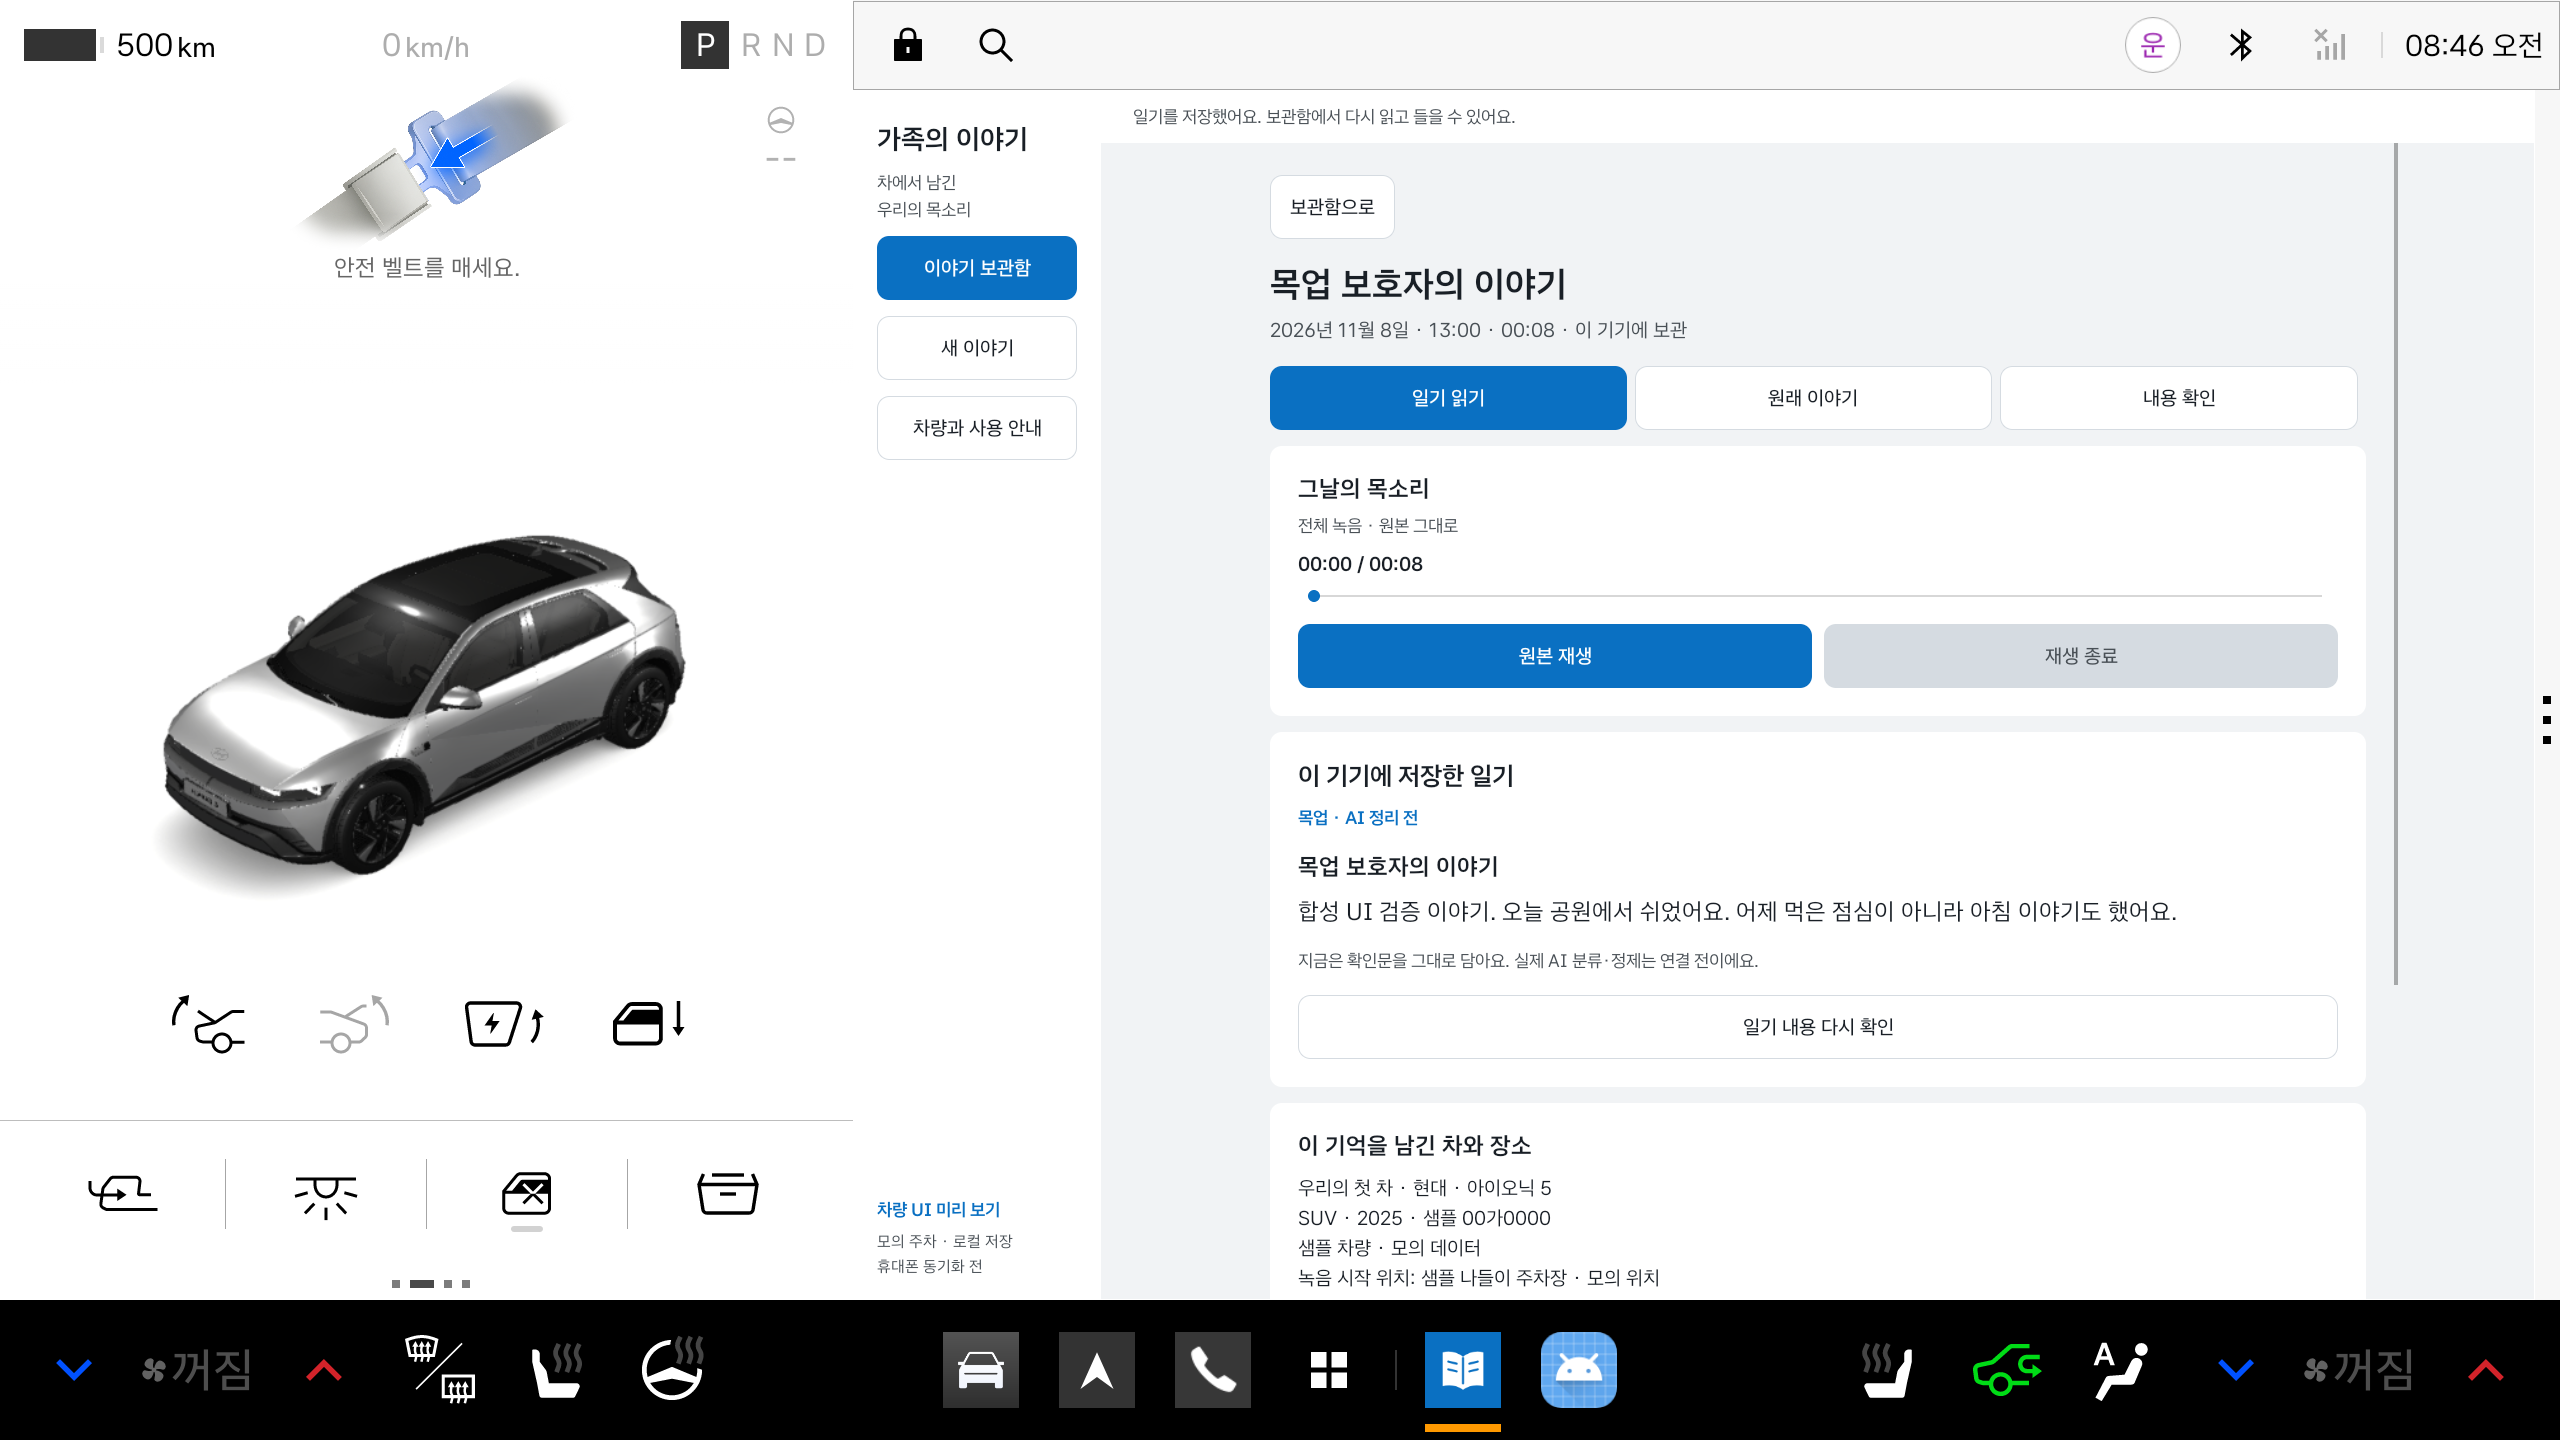 500 km
0 km/h
P R N D
운
08:46 오전
안전 벨트를 매세요.
가족의 이야기
차에서 남긴
우리의 목소리
이야기 보관함
새 이야기
차량과 사용 안내
차량 UI 미리 보기
모의 주차 · 로컬 저장
휴대폰 동기화 전
일기를 저장했어요. 보관함에서 다시 읽고 들을 수 있어요.
보관함으로
목업 보호자의 이야기
2026년 11월 8일 · 13:00 · 00:08 · 이 기기에 보관
일기 읽기
원래 이야기
내용 확인
그날의 목소리
전체 녹음 · 원본 그대로
00:00 / 00:08
원본 재생
재생 종료
이 기기에 저장한 일기
목업 · AI 정리 전
목업 보호자의 이야기
합성 UI 검증 이야기. 오늘 공원에서 쉬었어요. 어제 먹은 점심이 아니라 아침 이야기도 했어요.
지금은 확인문을 그대로 담아요. 실제 AI 분류·정제는 연결 전이에요.
일기 내용 다시 확인
이 기억을 남긴 차와 장소
우리의 첫 차 · 현대 · 아이오닉 5
SUV · 2025 · 샘플 00가0000
샘플 차량 · 모의 데이터
녹음 시작 위치: 샘플 나들이 주차장 · 모의 위치
꺼짐
A
꺼짐